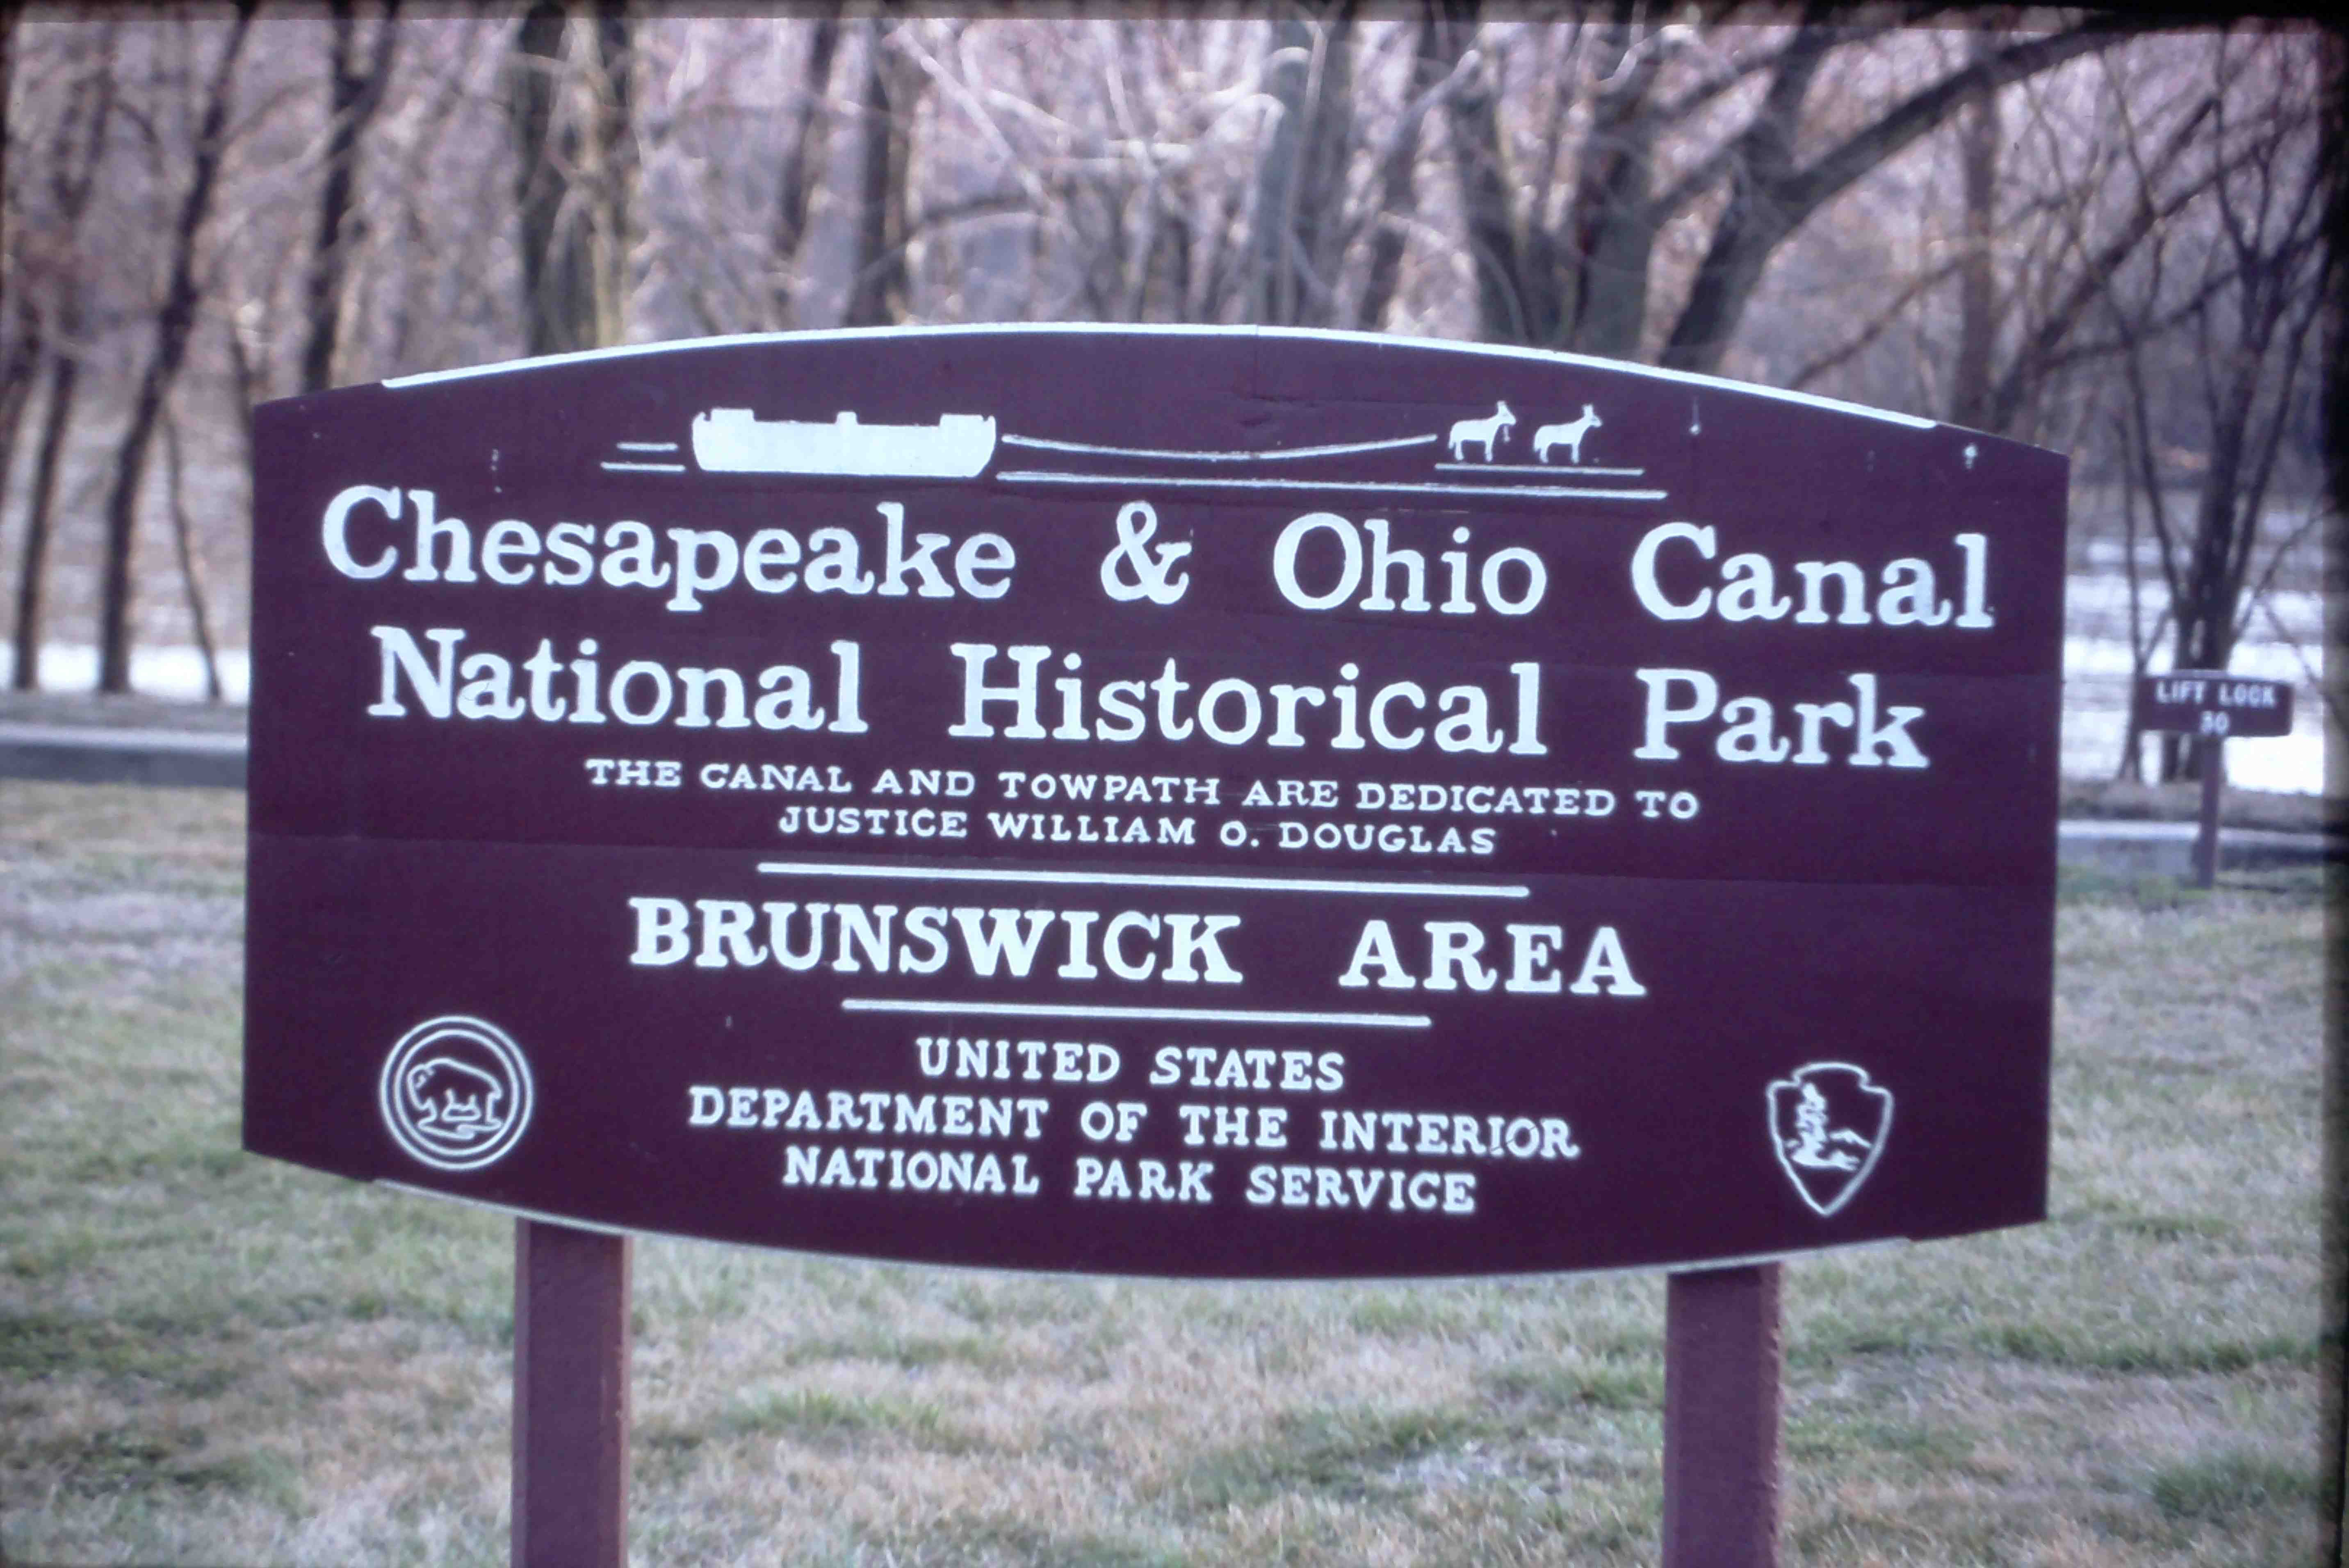 Chesapeake & Ohio Canal
National Historical Park
THE CANAL AND TOWPATH ARE DEDICATED TO
JUSTICE WILLIAM O. DOUGLAS
BRUNSWICK AREA
UNITED STATES
DEPARTMENT OF THE INTERIOR
NATIONAL PARK SERVICE
LIFT LOCK
30